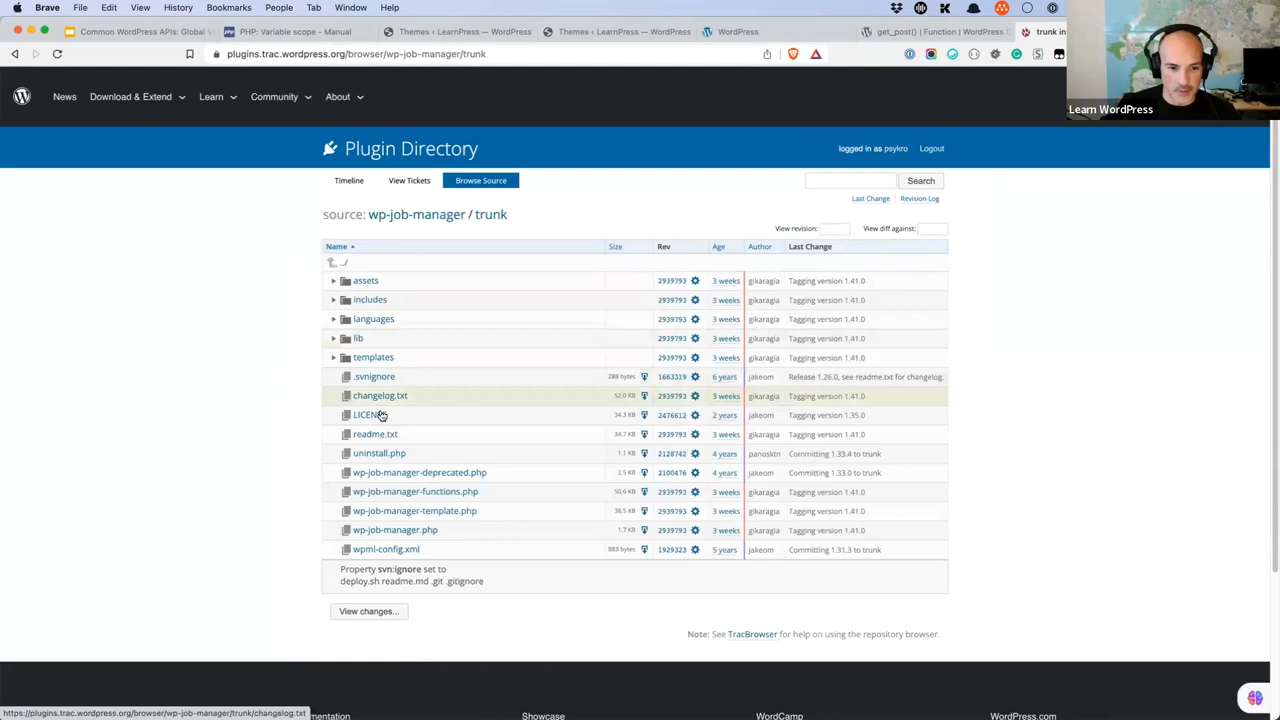 Brave File Edit View History Bookmarks People Tab Window Help
Common WordPress APIs: Global V
PHP: Variable scope - Manual
Themes ‹ LearnPress — WordPress
Themes ‹ LearnPress — WordPress
WordPress
get_post() | Function | WordPress D
trunk in
plugins.trac.wordpress.org/browser/wp-job-manager/trunk
Learn WordPress
News Download & Extend Learn Community About
Plugin Directory
logged in as psykro Logout
Timeline View Tickets Browse Source
Search
Last Change Revision Log
source: wp-job-manager / trunk
View revision: View diff against:
Name Size Rev Age Author Last Change
../
assets 2939793 3 weeks gikaragia Tagging version 1.41.0
includes 2939793 3 weeks gikaragia Tagging version 1.41.0
languages 2939793 3 weeks gikaragia Tagging version 1.41.0
lib 2939793 3 weeks gikaragia Tagging version 1.41.0
templates 2939793 3 weeks gikaragia Tagging version 1.41.0
.svnignore 288 bytes 1663319 6 years jakeom Release 1.26.0, see readme.txt for changelog.
changelog.txt 52.0 KB 2939793 3 weeks gikaragia Tagging version 1.41.0
LICEN 34.3 KB 2476612 2 years jakeom Tagging version 1.35.0
readme.txt 34.7 KB 2939793 3 weeks gikaragia Tagging version 1.41.0
uninstall.php 1.1 KB 2128742 4 years panosktn Committing 1.33.4 to trunk
wp-job-manager-deprecated.php 2.5 KB 2100476 4 years jakeom Committing 1.33.0 to trunk
wp-job-manager-functions.php 50.6 KB 2939793 3 weeks gikaragia Tagging version 1.41.0
wp-job-manager-template.php 38.5 KB 2939793 3 weeks gikaragia Tagging version 1.41.0
wp-job-manager.php 1.7 KB 2939793 3 weeks gikaragia Tagging version 1.41.0
wpml-config.xml 883 bytes 1929323 5 years jakeom Committing 1.31.3 to trunk
Property svn:ignore set to
deploy.sh readme.md .git .gitignore
View changes...
Note: See TracBrowser for help on using the repository browser.
https://plugins.trac.wordpress.org/browser/wp-job-manager/trunk/changelog.txt
mentation Showcase WordCamp WordPress.com